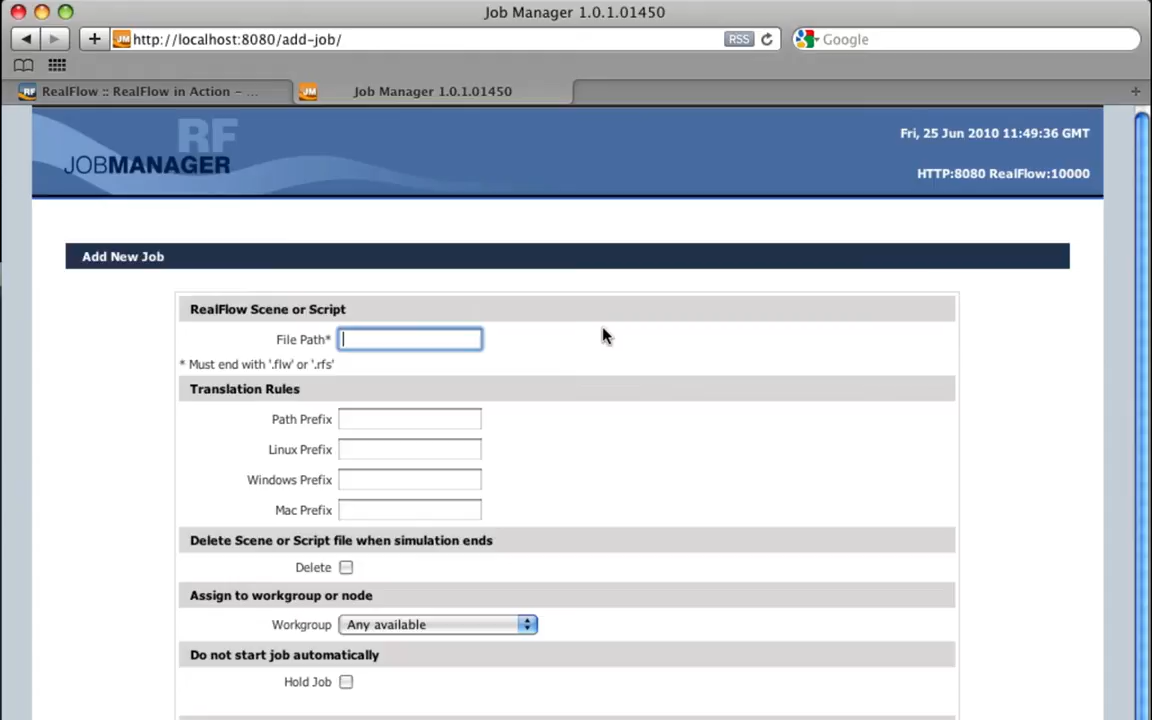 Job Manager 1.0.1.01450
http://localhost:8080/add-job/
RSS
Google
RealFlow :: RealFlow in Action – ...
Job Manager 1.0.1.01450
RF
JOBMANAGER
Fri, 25 Jun 2010 11:49:36 GMT
HTTP:8080 RealFlow:10000
Add New Job
RealFlow Scene or Script
File Path*
* Must end with '.flw' or '.rfs'
Translation Rules
Path Prefix
Linux Prefix
Windows Prefix
Mac Prefix
Delete Scene or Script file when simulation ends
Delete
Assign to workgroup or node
Workgroup Any available
Do not start job automatically
Hold Job